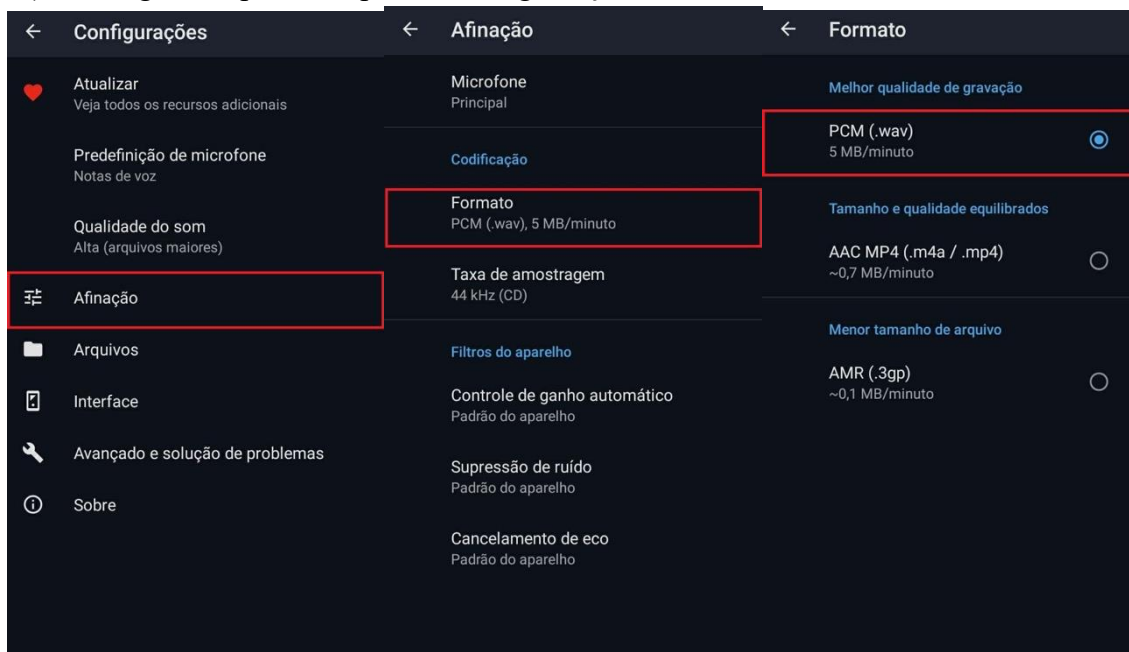 Configurações
Atualizar
Veja todos os recursos adicionais
Predefinição de microfone
Notas de voz
Qualidade do som
Alta (arquivos maiores)
Afinação
Arquivos
Interface
Avançado e solução de problemas
Sobre
Afinação
Microfone
Principal
Codificação
Formato
PCM (.wav), 5 MB/minuto
Taxa de amostragem
44 kHz (CD)
Filtros do aparelho
Controle de ganho automático
Padrão do aparelho
Supressão de ruído
Padrão do aparelho
Cancelamento de eco
Padrão do aparelho
Formato
Melhor qualidade de gravação
PCM (.wav)
5 MB/minuto
Tamanho e qualidade equilibrados
AAC MP4 (.m4a / .mp4)
~0,7 MB/minuto
Menor tamanho de arquivo
AMR (.3gp)
~0,1 MB/minuto